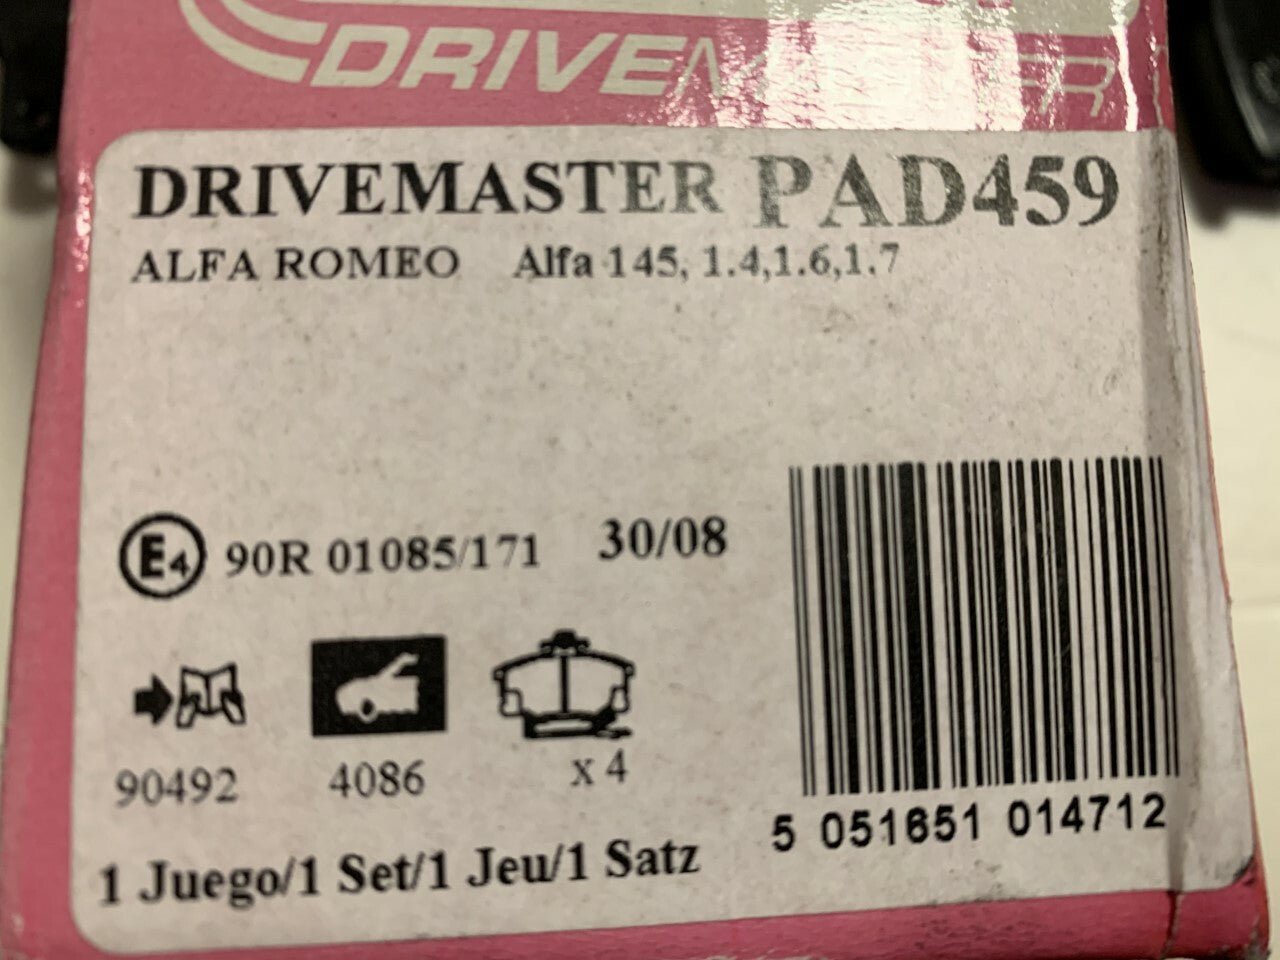 DRIVEMASTER
DRIVEMASTER PAD459
ALFA ROMEO Alfa 145, 1.4,1.6,1.7
E4 90R 01085/171 30/08
90492 4086 x 4
5 051651 014712
1 Juego/1 Set/1 Jeu/1 Satz